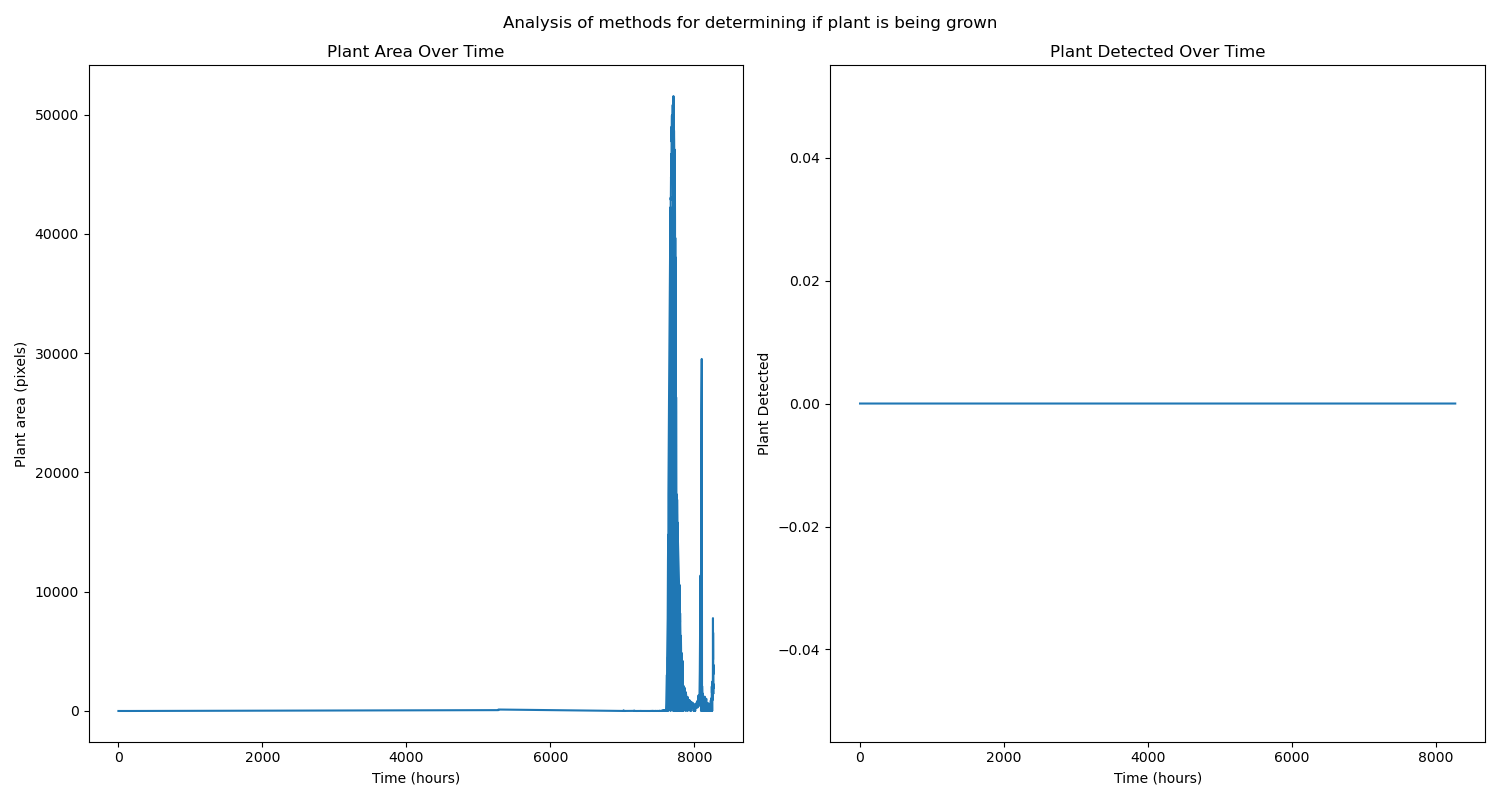 Analysis of methods for determining if plant is being grown
Plant Area Over Time
50000
40000
30000
20000
10000
0
Plant area (pixels)
0 2000 4000 6000 8000
Time (hours)
Plant Detected Over Time
0.04
0.02
0.00
−0.02
−0.04
Plant Detected
0 2000 4000 6000 8000
Time (hours)